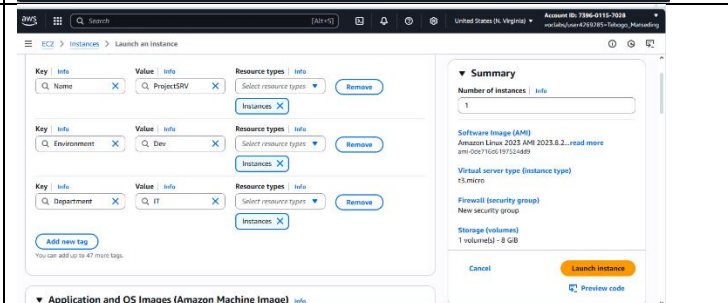 aws
Search
[Alt+S]
United States (N. Virginia)
Account ID: 7396-0115-7028
voclabs/user4269785=Tebogo_Matseding
EC2 > Instances > Launch an instance
Key | Info
Value | Info
Resource types | Info
Name
ProjectSRV
Select resource types
Remove
Instances
Key | Info
Value | Info
Resource types | Info
Environment
Dev
Select resource types
Remove
Instances
Key | Info
Value | Info
Resource types | Info
Department
IT
Select resource types
Remove
Instances
Add new tag
You can add up to 47 more tags.
Application and OS Images (Amazon Machine Image) Info
Summary
Number of instances | Info
1
Software Image (AMI)
Amazon Linux 2023 AMI 2023.8.2...read more
ami-0de716d6197524dd9
Virtual server type (instance type)
t3.micro
Firewall (security group)
New security group
Storage (volumes)
1 volume(s) - 8 GiB
Cancel
Launch instance
Preview code